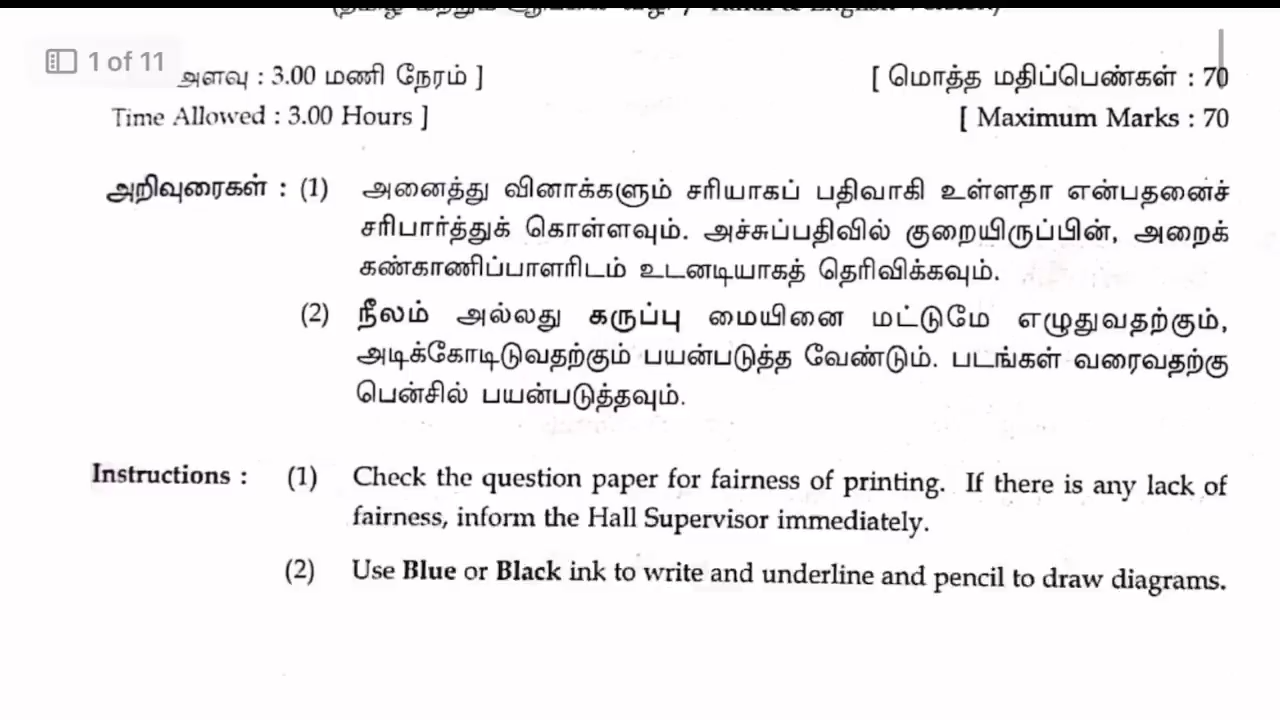 1 of 11
அளவு : 3.00 மணி நேரம் ]
[ மொத்த மதிப்பெண்கள் : 70
Time Allowed : 3.00 Hours ]
[ Maximum Marks : 70
அறிவுரைகள் : (1) அனைத்து வினாக்களும் சரியாகப் பதிவாகி உள்ளதா என்பதனைச்
சரிபார்த்துக் கொள்ளவும். அச்சுப்பதிவில் குறையிருப்பின், அறைக்
கண்காணிப்பாளரிடம் உடனடியாகத் தெரிவிக்கவும்.
(2) நீலம் அல்லது கருப்பு மையினை மட்டுமே எழுதுவதற்கும்,
அடிக்கோடிடுவதற்கும் பயன்படுத்த வேண்டும். படங்கள் வரைவதற்கு
பென்சில் பயன்படுத்தவும்.
Instructions : (1) Check the question paper for fairness of printing. If there is any lack of
fairness, inform the Hall Supervisor immediately.
(2) Use Blue or Black ink to write and underline and pencil to draw diagrams.